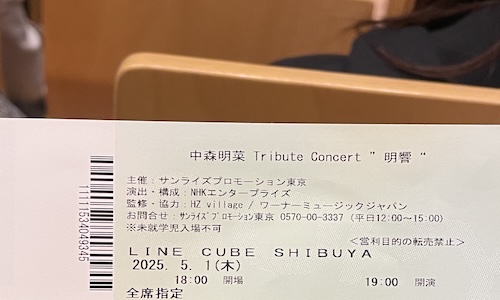 中森明菜 Tribute Concert " 明響 "
主催：サンライズプロモーション東京
演出・構成：NHKエンタープライズ
監修・協力：HZ village / ワーナーミュージックジャパン
お問合せ：サンライズプロモーション東京 0570-00-3337 (平日12:00~15:00)
※未就学児入場不可
<営利目的の転売禁止>
LINE CUBE SHIBUYA
2025. 5. 1(木)
18:00 開場 19:00 開演
全席指定
1111534049345